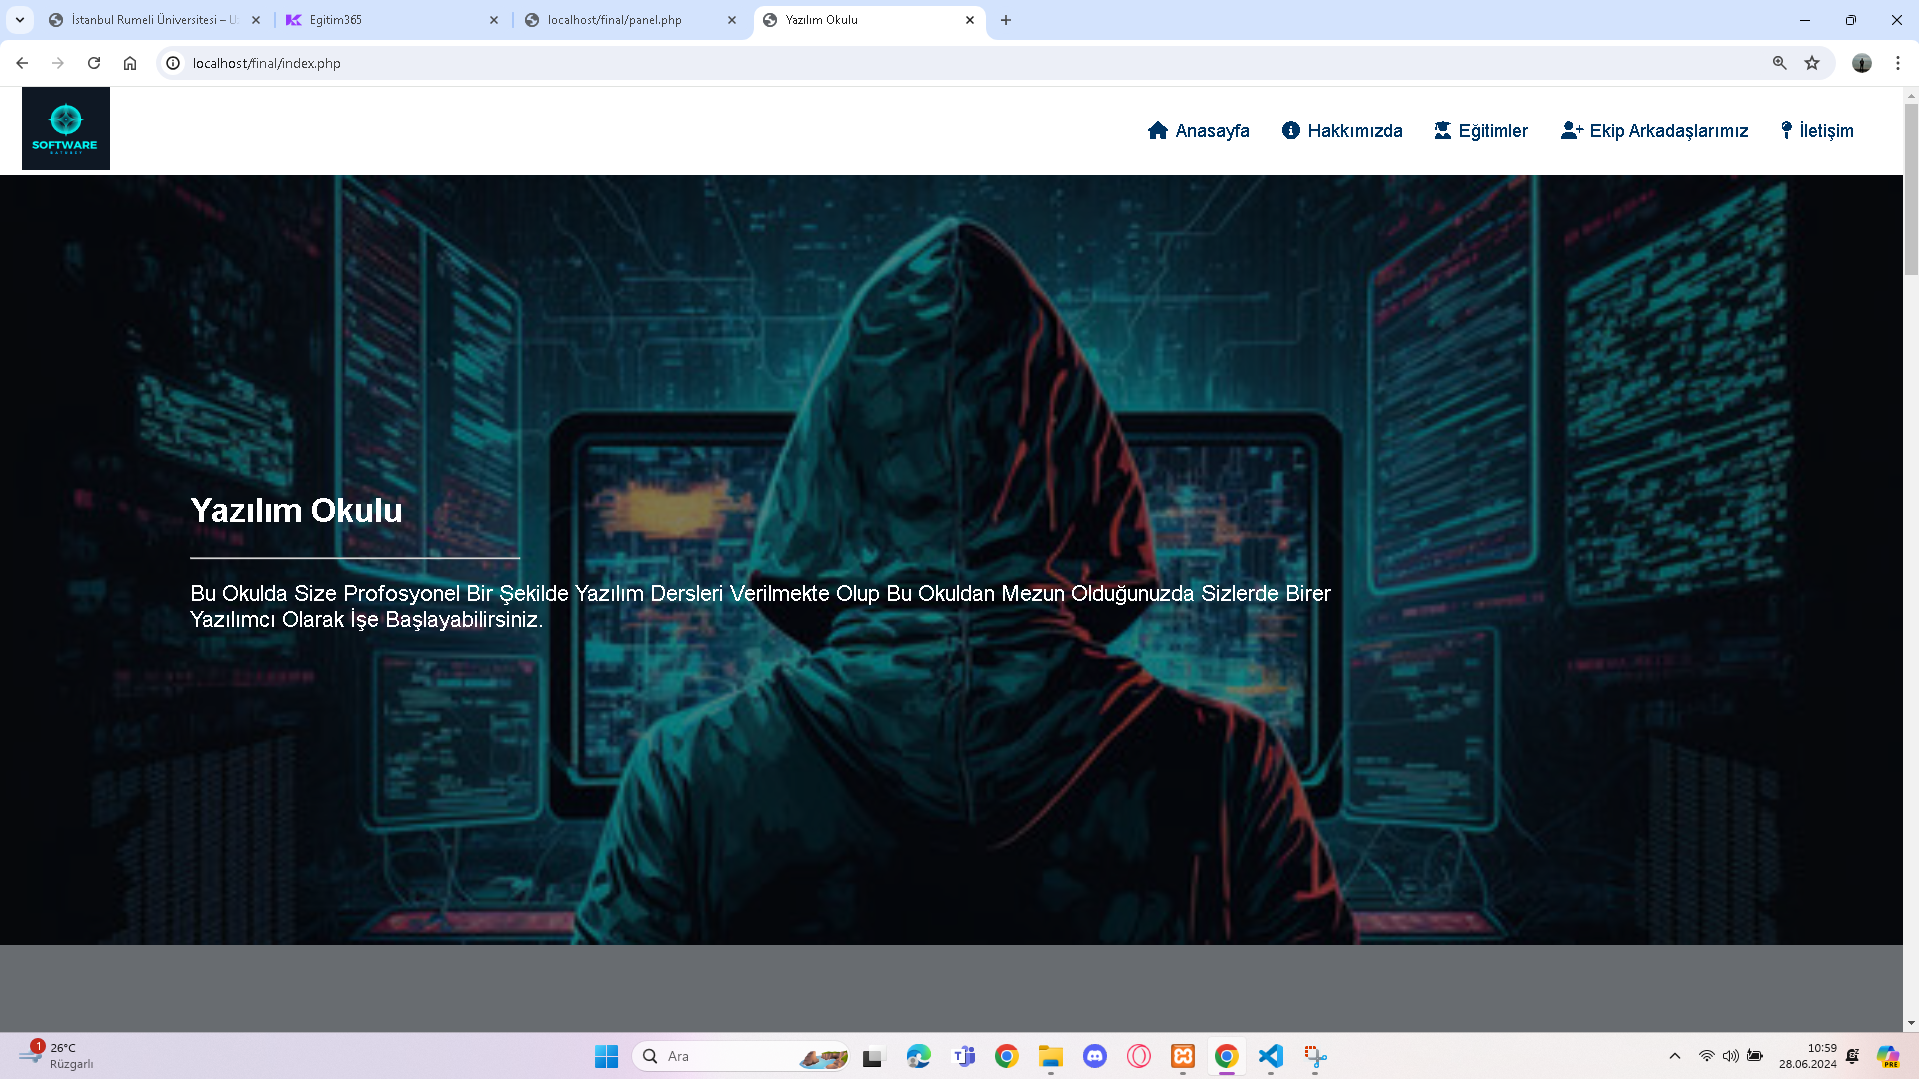 İstanbul Rumeli Üniversitesi – U
Egitim365
localhost/final/panel.php
Yazılım Okulu
localhost/final/index.php
SOFTWARE
Anasayfa
Hakkımızda
Eğitimler
Ekip Arkadaşlarımız
İletişim
Yazılım Okulu
Bu Okulda Size Profosyonel Bir Şekilde Yazılım Dersleri Verilmekte Olup Bu Okuldan Mezun Olduğunuzda Sizlerde Birer
Yazılımcı Olarak İşe Başlayabilirsiniz.
1
26°C
Rüzgarlı
Ara
10:59
28.06.2024
PRE